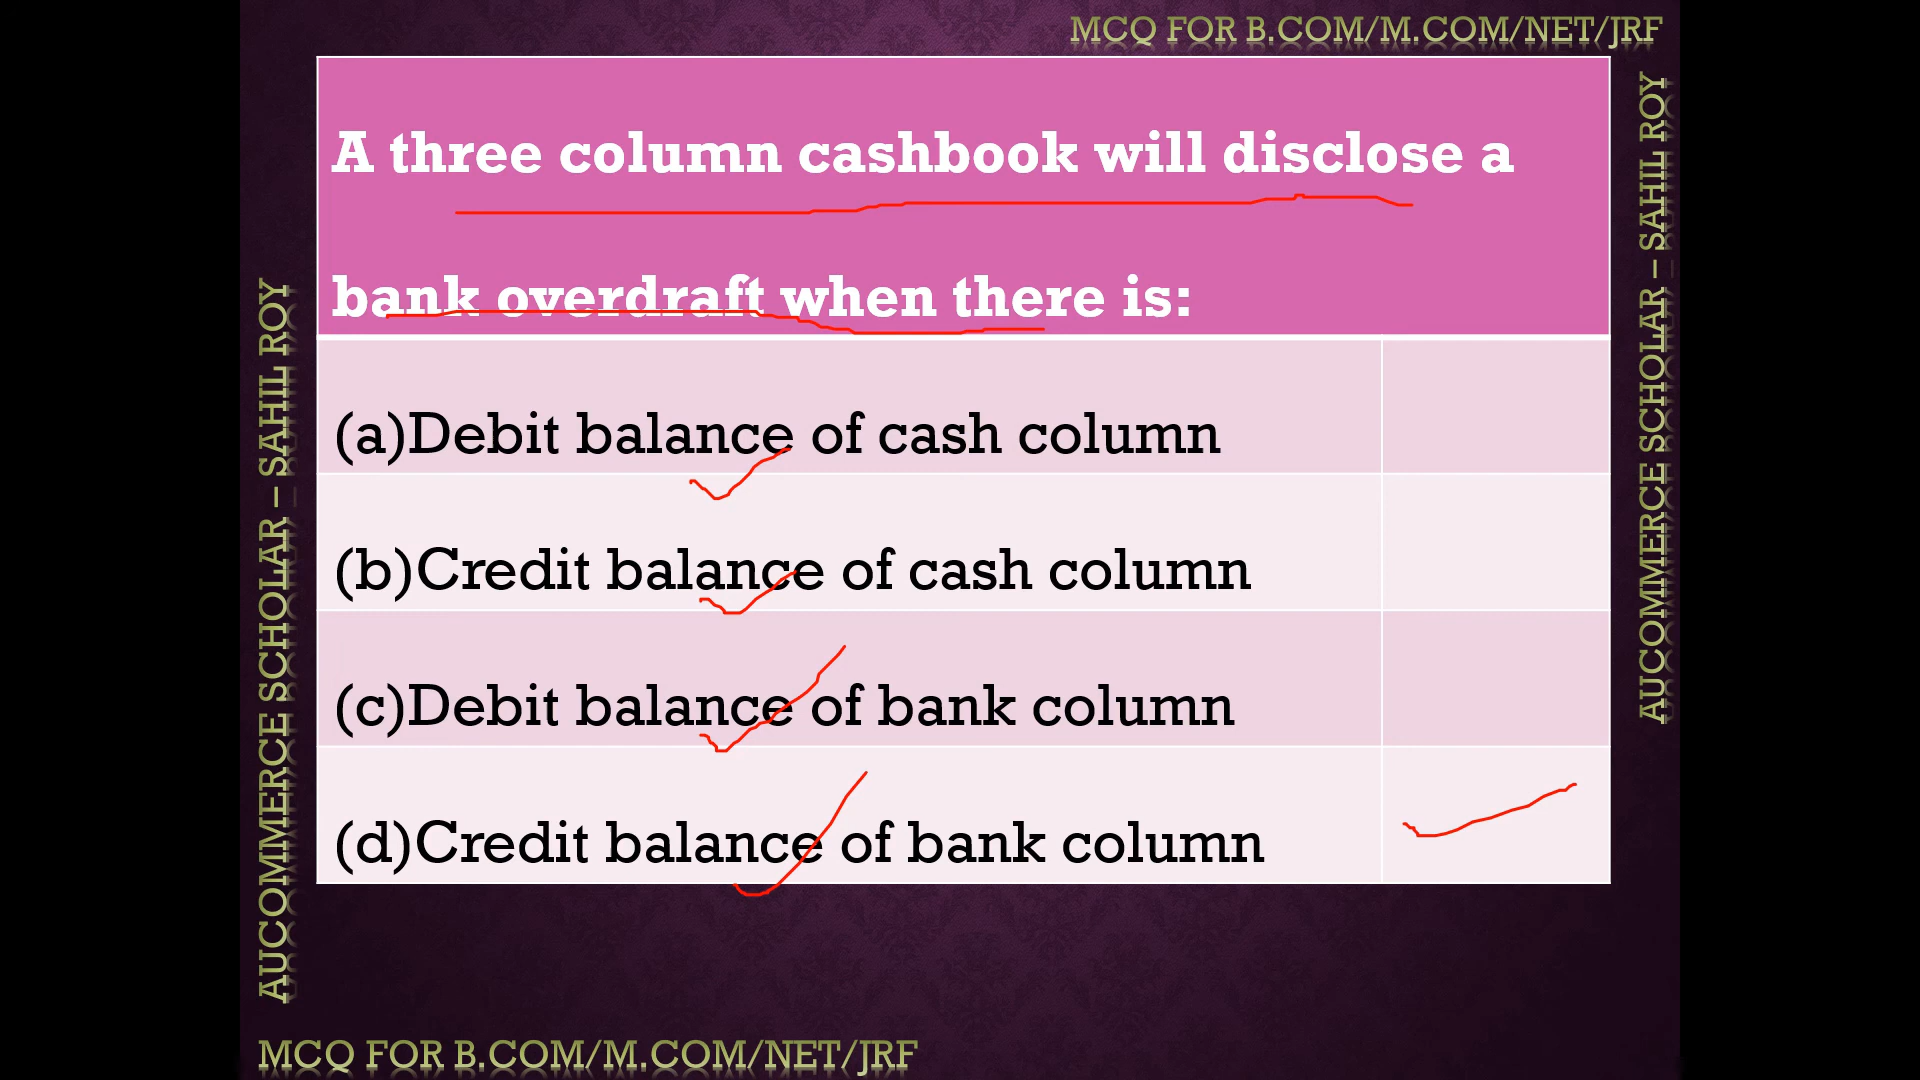 MCQ FOR B.COM/M.COM/NET/JRF
A three column cashbook will disclose a
bank overdraft when there is:
(a)Debit balance of cash column
(b)Credit balance of cash column
(c)Debit balance of bank column
(d)Credit balance of bank column
AUCOMMERCE SCHOLAR – SAHIL ROY
AUCOMMERCE SCHOLAR – SAHIL ROY
MCQ FOR B.COM/M.COM/NET/JRF